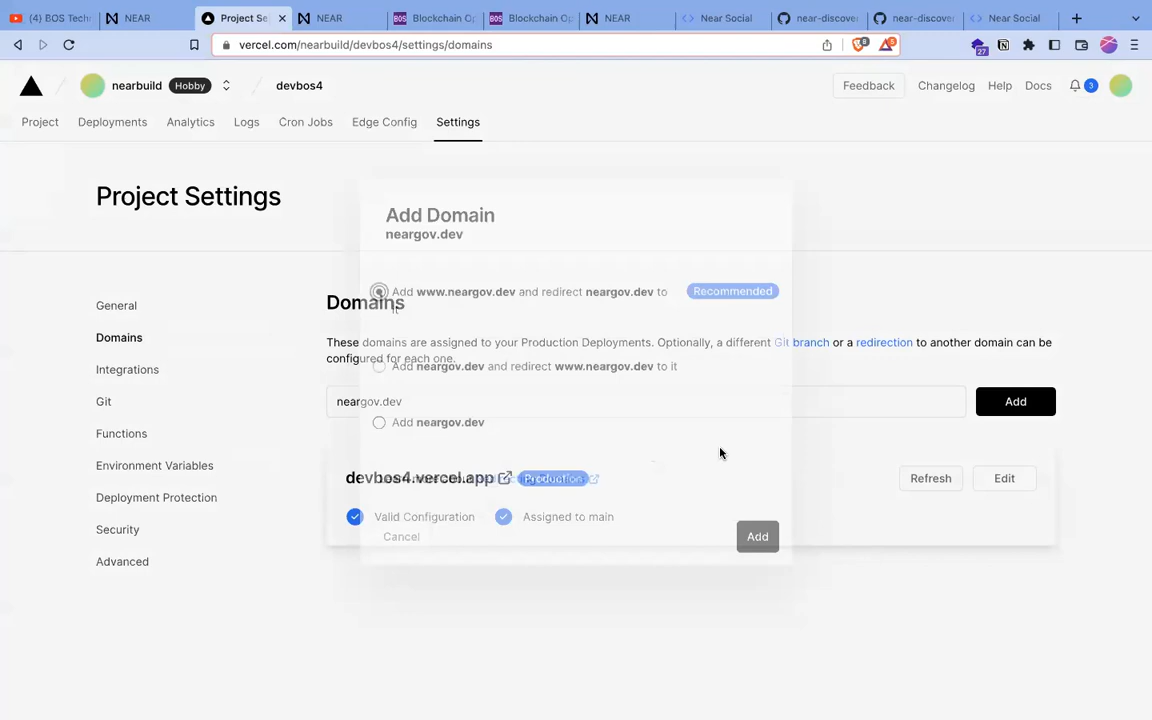 (4) BOS Techn
NEAR
Project Se
NEAR
Blockchain Op
Blockchain Op
NEAR
Near Social
near-discove
near-discove
Near Social
vercel.com/nearbuild/devbos4/settings/domains
27
nearbuild
Hobby
devbos4
Feedback
Changelog
Help
Docs
3
Project
Deployments
Analytics
Logs
Cron Jobs
Edge Config
Settings
Project Settings
General
Domains
Integrations
Git
Functions
Environment Variables
Deployment Protection
Security
Advanced
Domains
These domains are assigned to your Production Deployments. Optionally, a different Git branch or a redirection to another domain can be
configured for each one.
neargov.dev
Add
devbos4.vercel.app
Production
Refresh
Edit
Valid Configuration
Assigned to main
Add Domain
neargov.dev
Add www.neargov.dev and redirect neargov.dev to
it
Recommended
Add neargov.dev and redirect www.neargov.dev to it
Add neargov.dev
Cancel
Add